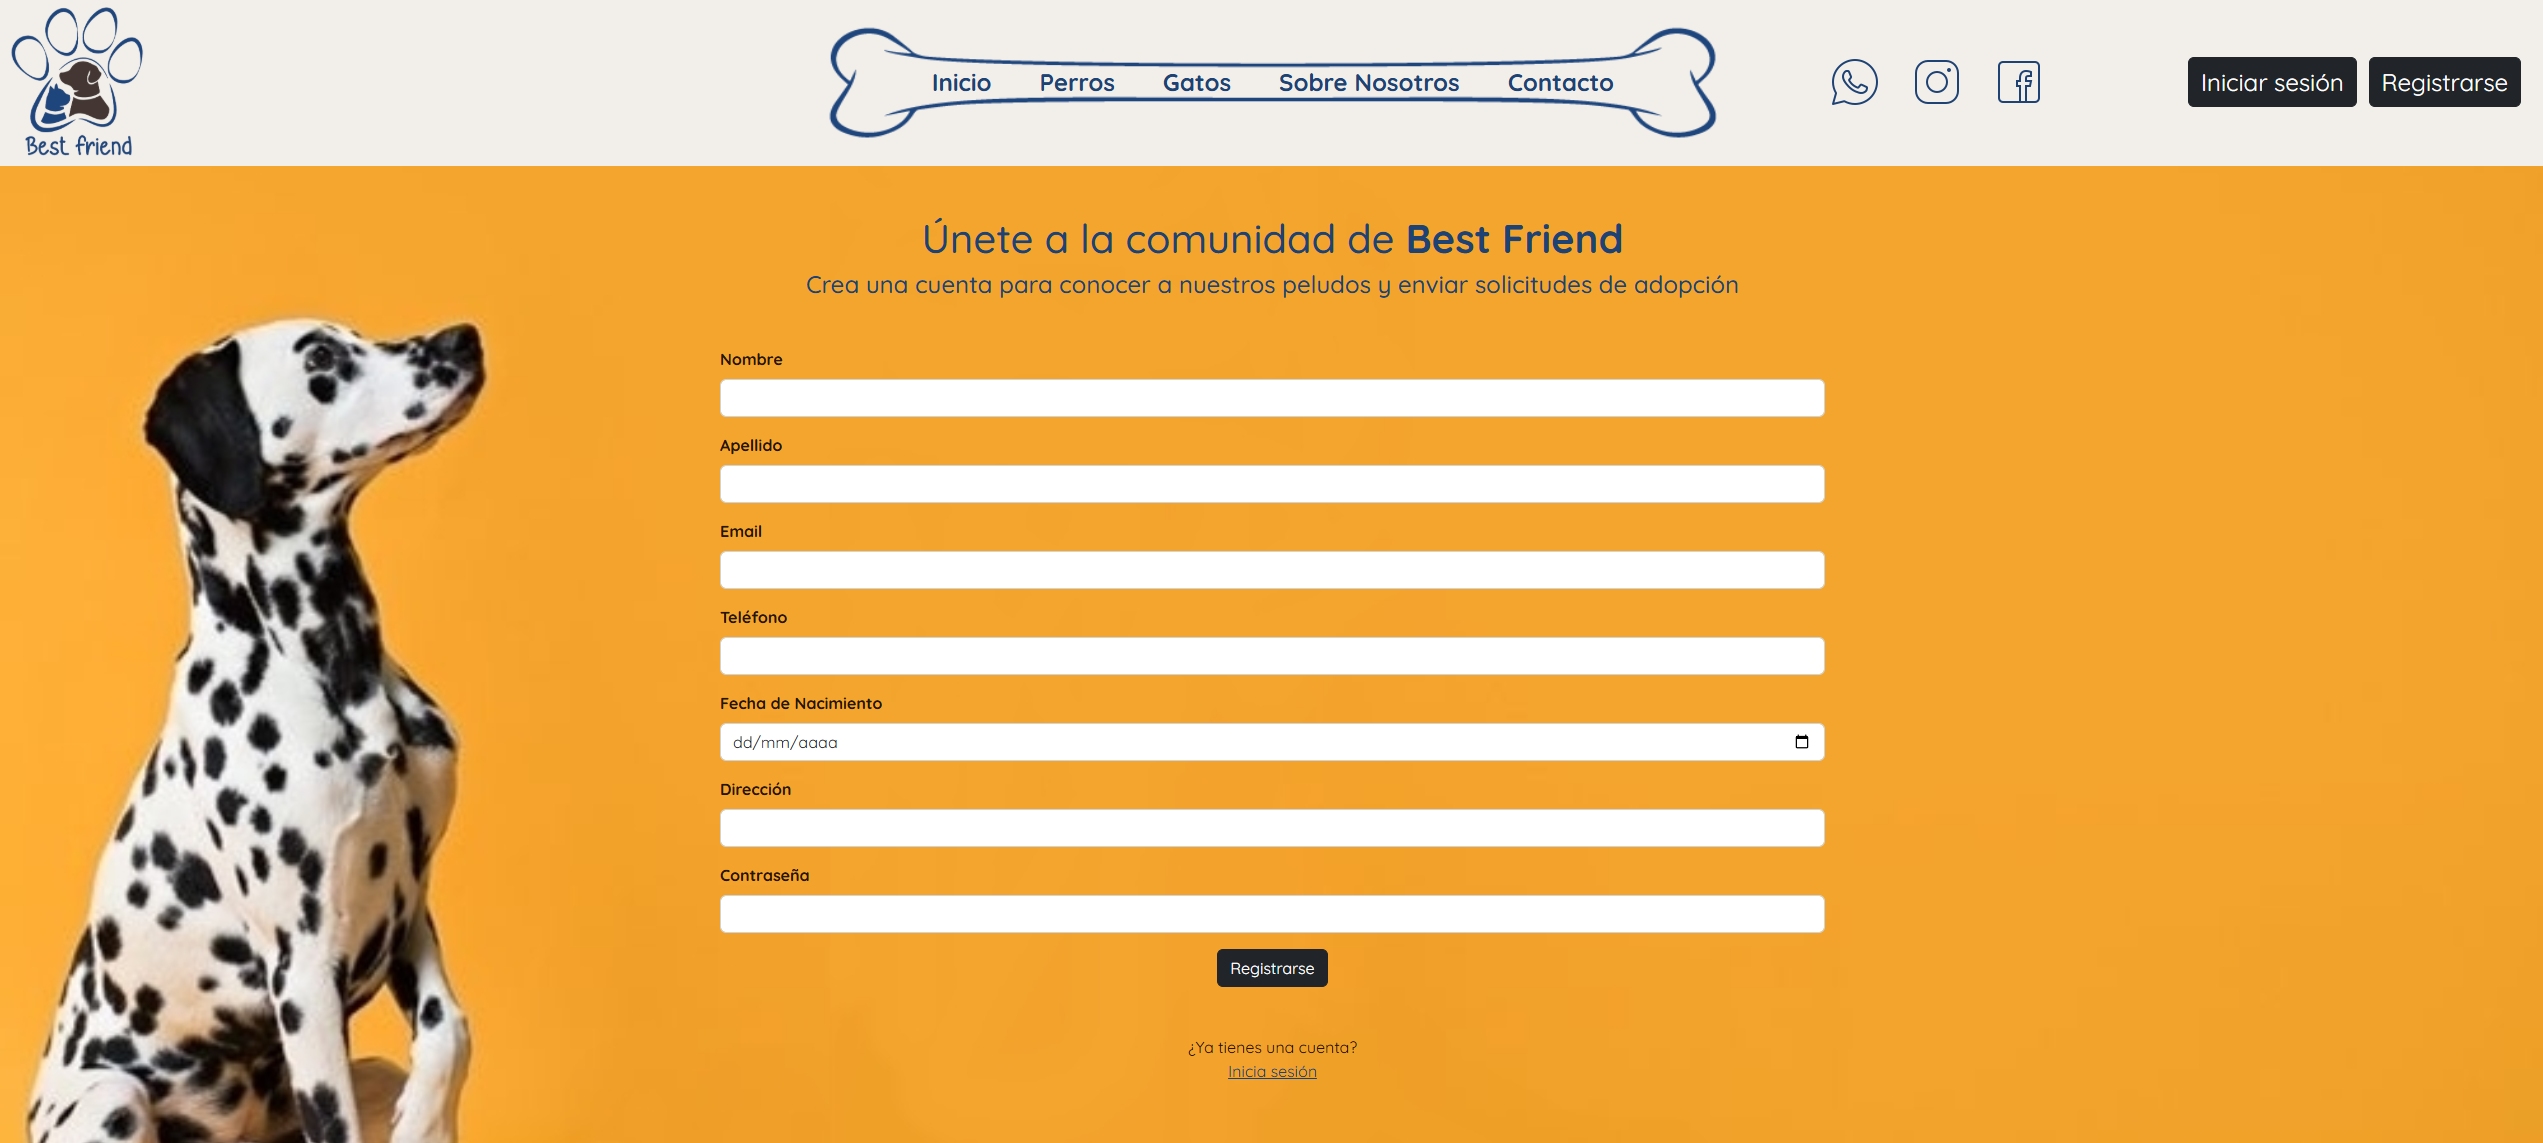 Best friend
Inicio Perros Gatos Sobre Nosotros Contacto
Iniciar sesión Registrarse
Únete a la comunidad de Best Friend
Crea una cuenta para conocer a nuestros peludos y enviar solicitudes de adopción
Nombre
Apellido
Email
Teléfono
Fecha de Nacimiento
dd/mm/aaaa
Dirección
Contraseña
Registrarse
¿Ya tienes una cuenta?
Inicia sesión